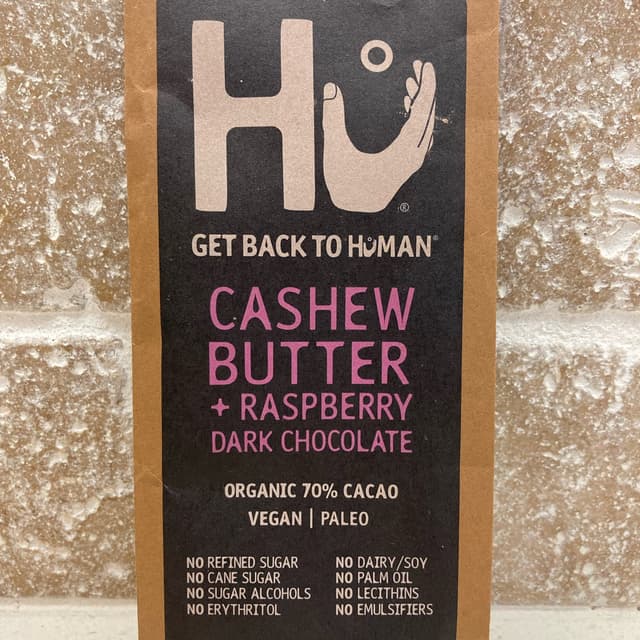 Hu
®
GET BACK TO HUMAN®
CASHEW
BUTTER
+ RASPBERRY
DARK CHOCOLATE
ORGANIC 70% CACAO
VEGAN | PALEO
NO REFINED SUGAR
NO CANE SUGAR
NO SUGAR ALCOHOLS
NO ERYTHRITOL
NO DAIRY/SOY
NO PALM OIL
NO LECITHINS
NO EMULSIFIERS